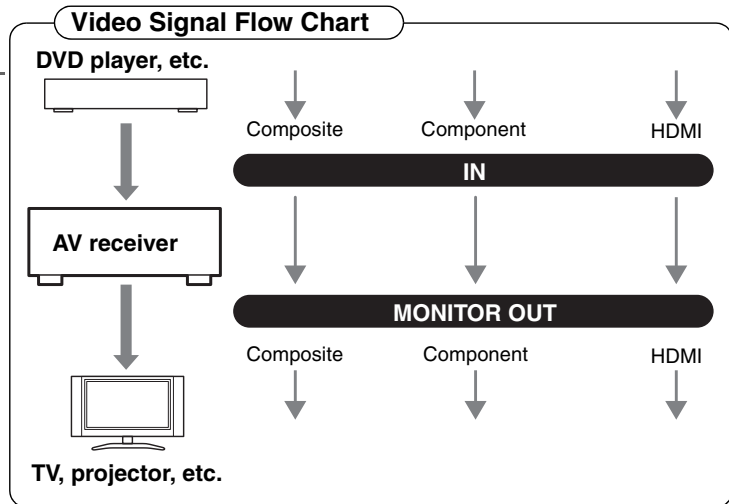 Video Signal Flow Chart
DVD player, etc.
Composite Component HDMI
IN
AV receiver
MONITOR OUT
Composite Component HDMI
TV, projector, etc.